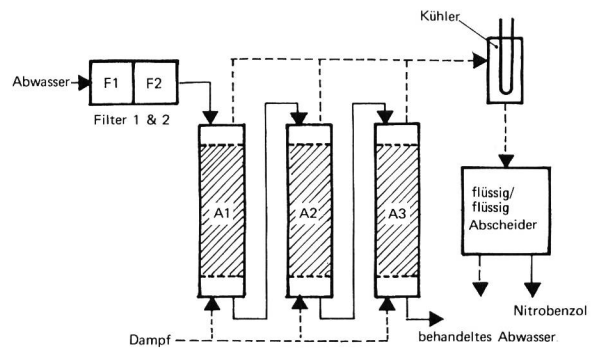 Kühler
Abwasser
F1 F2
Filter 1 & 2
A1 A2 A3
flüssig/
flüssig
Abscheider
Nitrobenzol
Dampf
behandeltes Abwasser